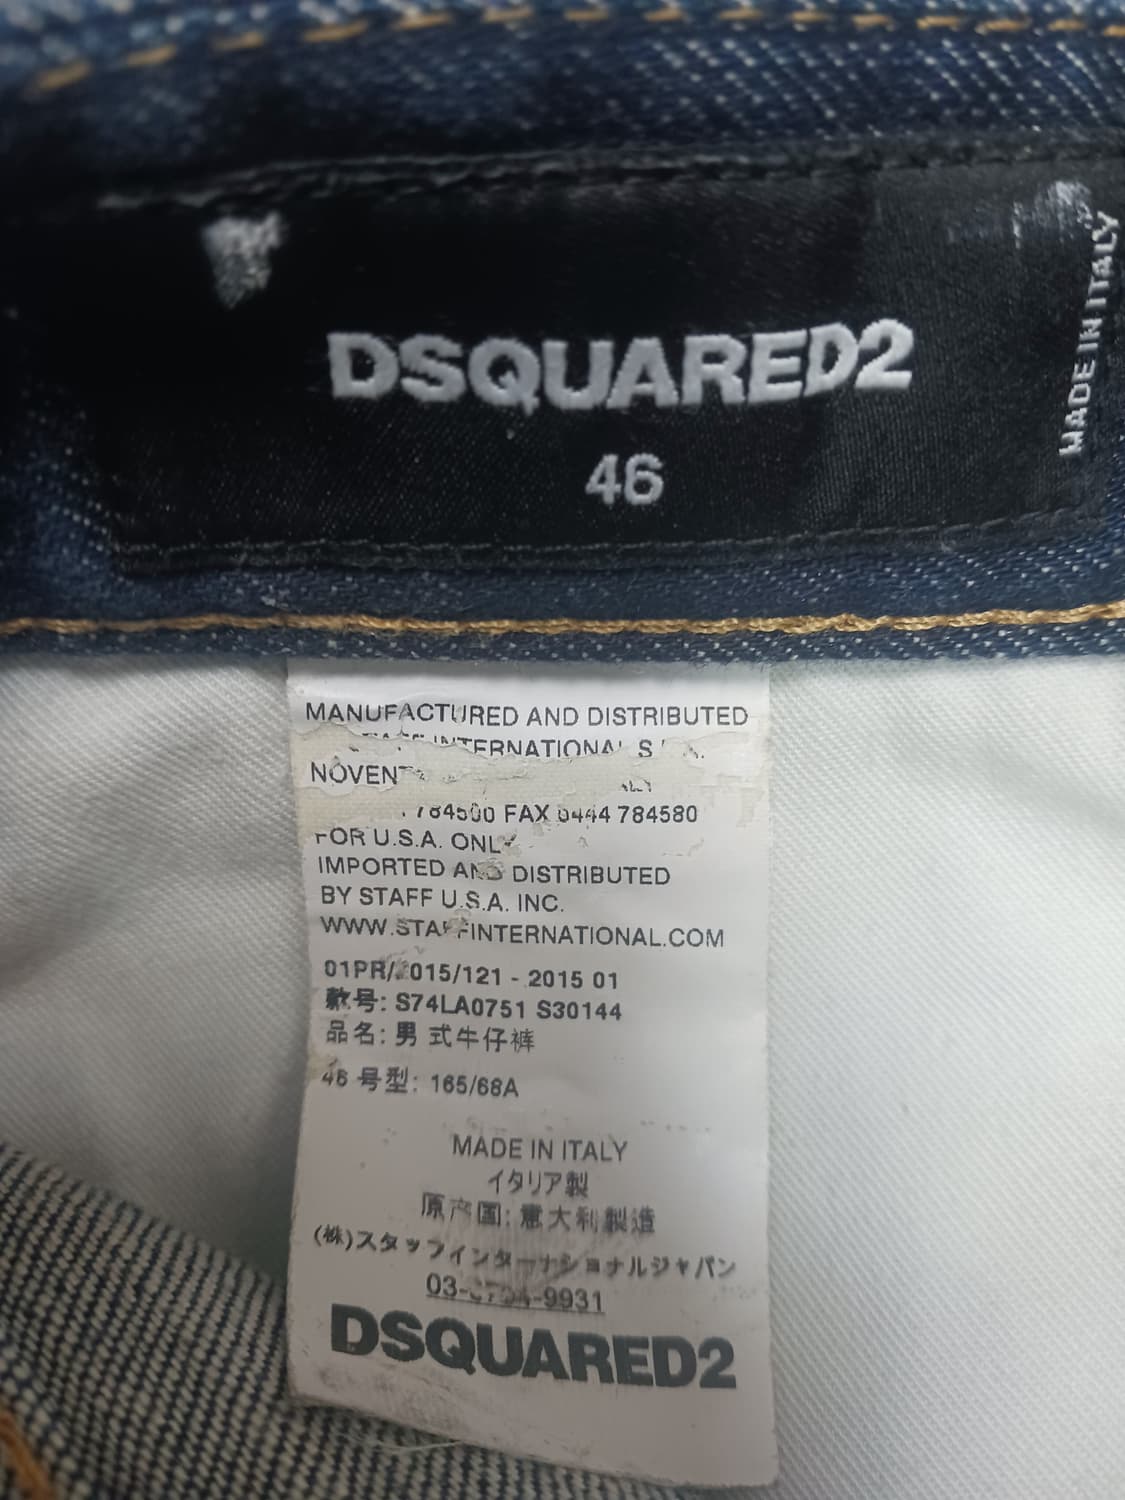 DSQUARED2
46
MADE IN ITALY
MANUFACTURED AND DISTRIBUTED
INTERNATIONAL
784500 FAX 0444 784580
FOR U.S.A. ONLY
IMPORTED AND DISTRIBUTED
BY STAFF U.S.A. INC.
WWW.STAFFINTERNATIONAL.COM
01PR/2015/121 - 2015 01
款号: S74LA0751 S30144
品名: 男 式牛仔裤
46 号型: 165/68A
MADE IN ITALY
イタリア製
原产国: 意大利製造
(株)スタッフインターナショナルジャパン
DSQUARED2